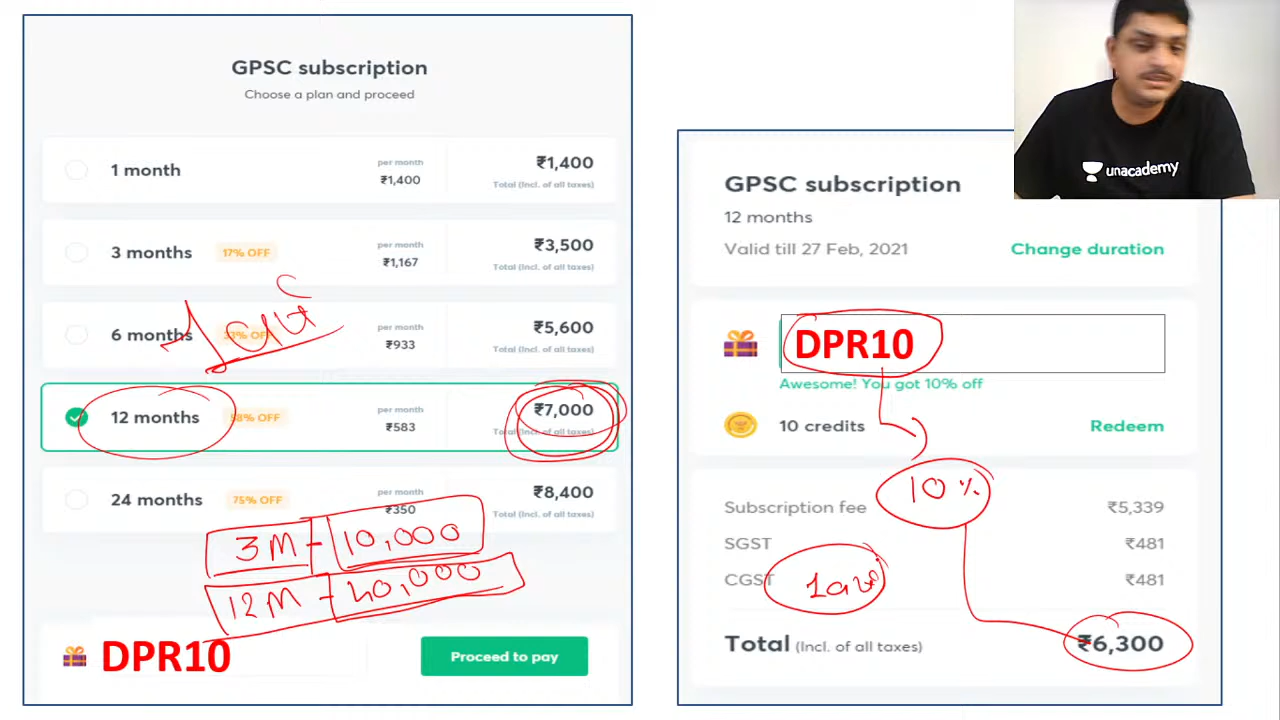 GPSC subscription
Choose a plan and proceed
1 month
per month
₹1,400
₹1,400
Total (Incl. of all taxes)
3 months
17% OFF
per month
₹1,167
₹3,500
Total (Incl. of all taxes)
6 months
per month
₹933
₹5,600
Total (Incl. of all taxes)
12 months
per month
₹583
₹7,000
Total (Incl. of all taxes)
24 months
75% OFF
per month
₹350
₹8,400
Total (Incl. of all taxes)
3M - 10,000
12M - 40,000
DPR10
Proceed to pay
unacademy
GPSC subscription
12 months
Valid till 27 Feb, 2021
Change duration
DPR10
Awesome! You got 10% off
10 credits
Redeem
10 %
Subscription fee
₹5,339
SGST
₹481
CGST
₹481
Total (Incl. of all taxes)
₹6,300